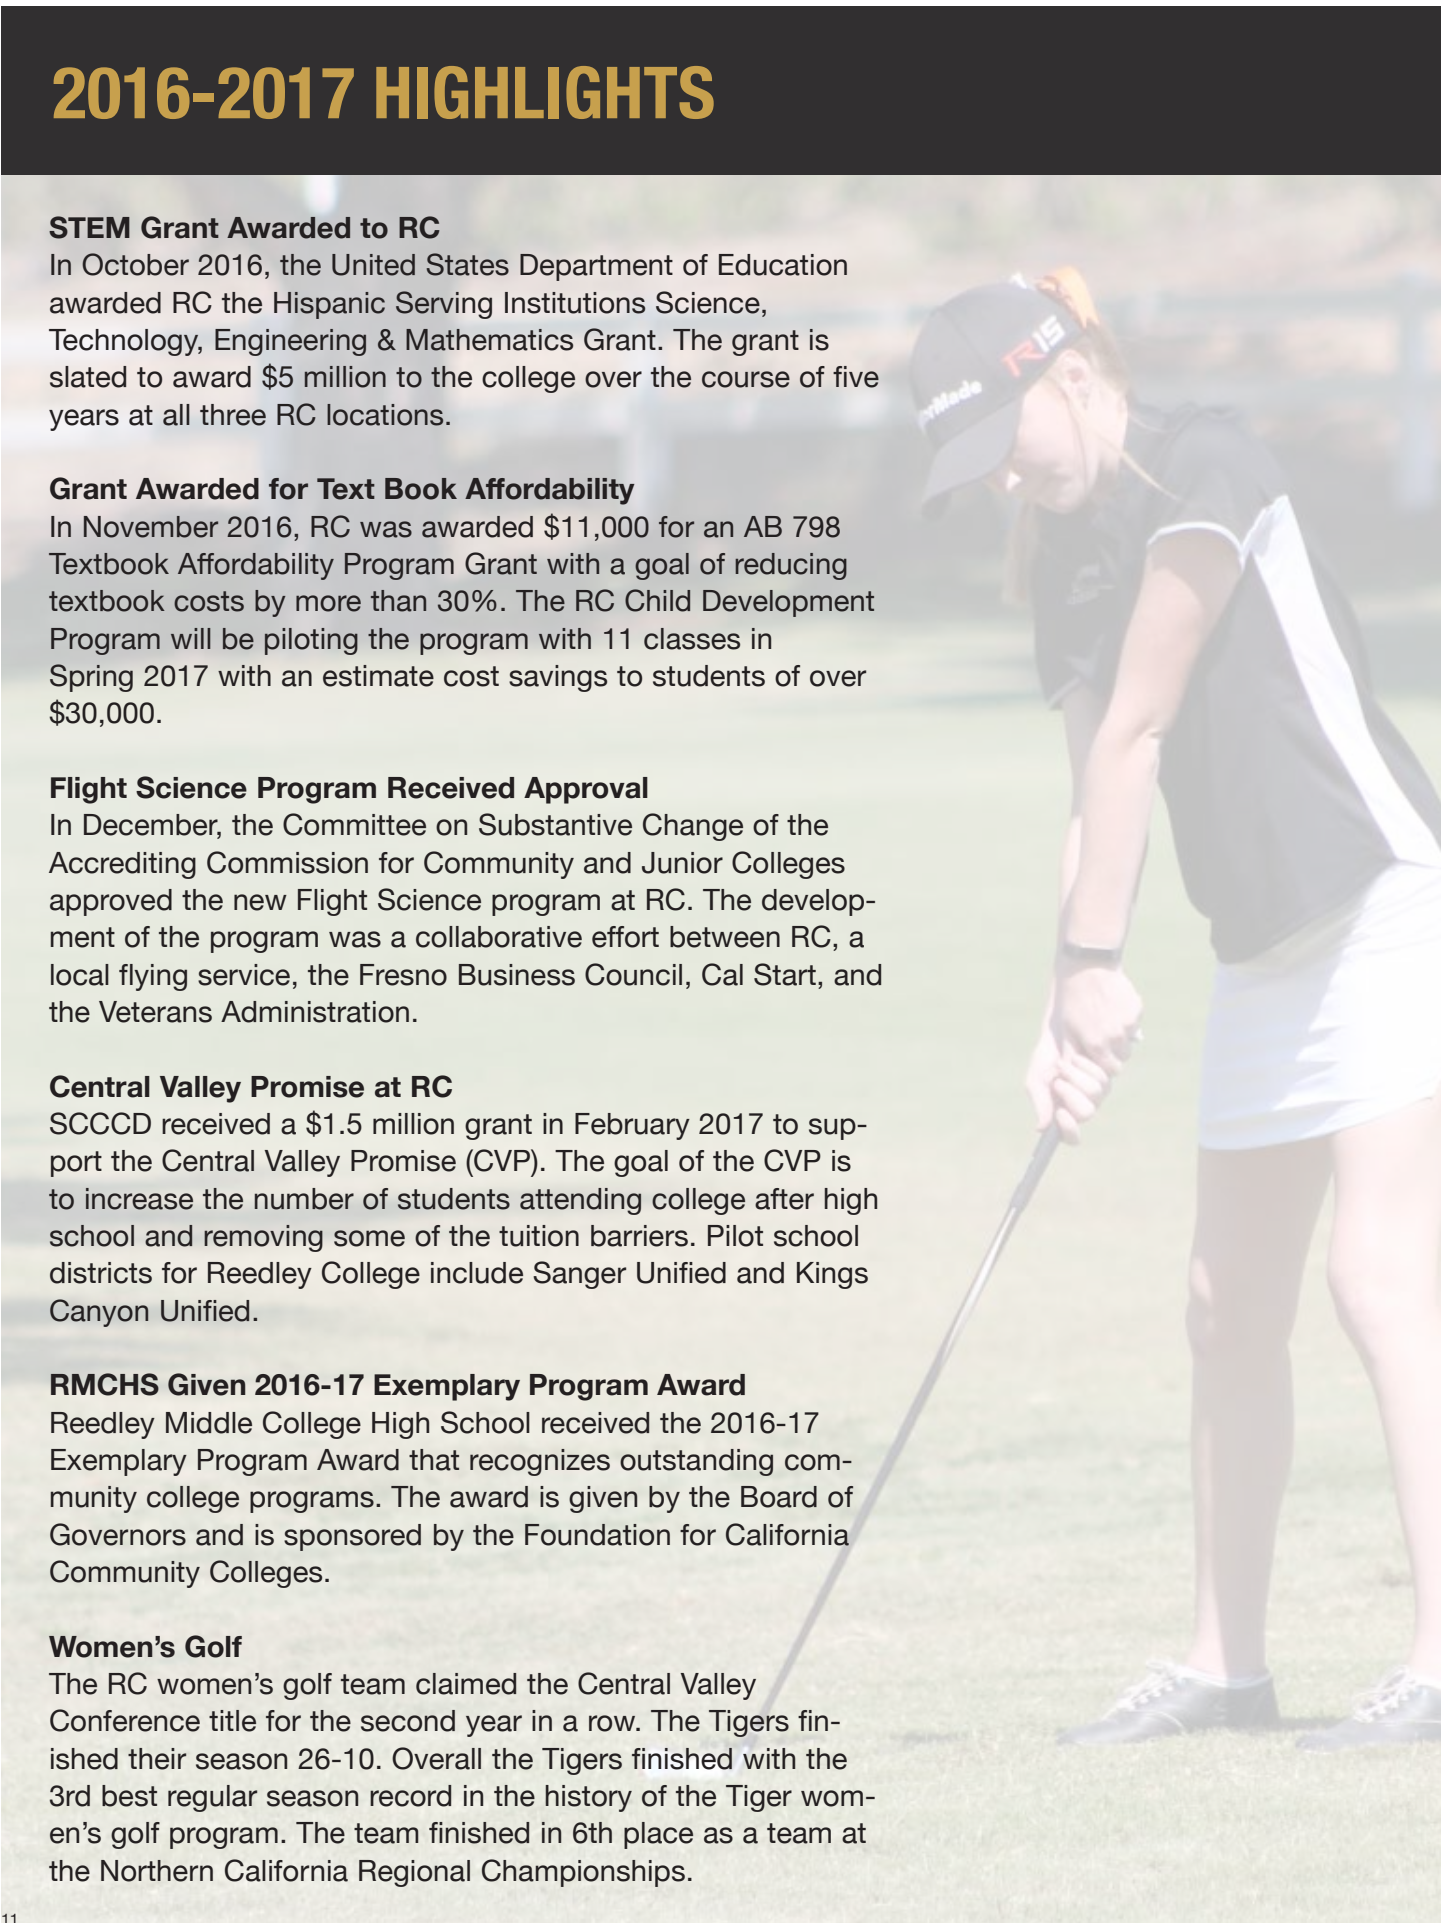 2016-2017 HIGHLIGHTS
STEM Grant Awarded to RC
In October 2016, the United States Department of Education
awarded RC the Hispanic Serving Institutions Science,
Technology, Engineering & Mathematics Grant. The grant is
slated to award $5 million to the college over the course of five
years at all three RC locations.
Grant Awarded for Text Book Affordability
In November 2016, RC was awarded $11,000 for an AB 798
Textbook Affordability Program Grant with a goal of reducing
textbook costs by more than 30%. The RC Child Development
Program will be piloting the program with 11 classes in
Spring 2017 with an estimate cost savings to students of over
$30,000.
Flight Science Program Received Approval
In December, the Committee on Substantive Change of the
Accrediting Commission for Community and Junior Colleges
approved the new Flight Science program at RC. The develop-
ment of the program was a collaborative effort between RC, a
local flying service, the Fresno Business Council, Cal Start, and
the Veterans Administration.
Central Valley Promise at RC
SCCCD received a $1.5 million grant in February 2017 to sup-
port the Central Valley Promise (CVP). The goal of the CVP is
to increase the number of students attending college after high
school and removing some of the tuition barriers. Pilot school
districts for Reedley College include Sanger Unified and Kings
Canyon Unified.
RMCHS Given 2016-17 Exemplary Program Award
Reedley Middle College High School received the 2016-17
Exemplary Program Award that recognizes outstanding com-
munity college programs. The award is given by the Board of
Governors and is sponsored by the Foundation for California
Community Colleges.
Women’s Golf
The RC women’s golf team claimed the Central Valley
Conference title for the second year in a row. The Tigers fin-
ished their season 26-10. Overall the Tigers finished with the
3rd best regular season record in the history of the Tiger wom-
en’s golf program. The team finished in 6th place as a team at
the Northern California Regional Championships.
R15
orMade
11